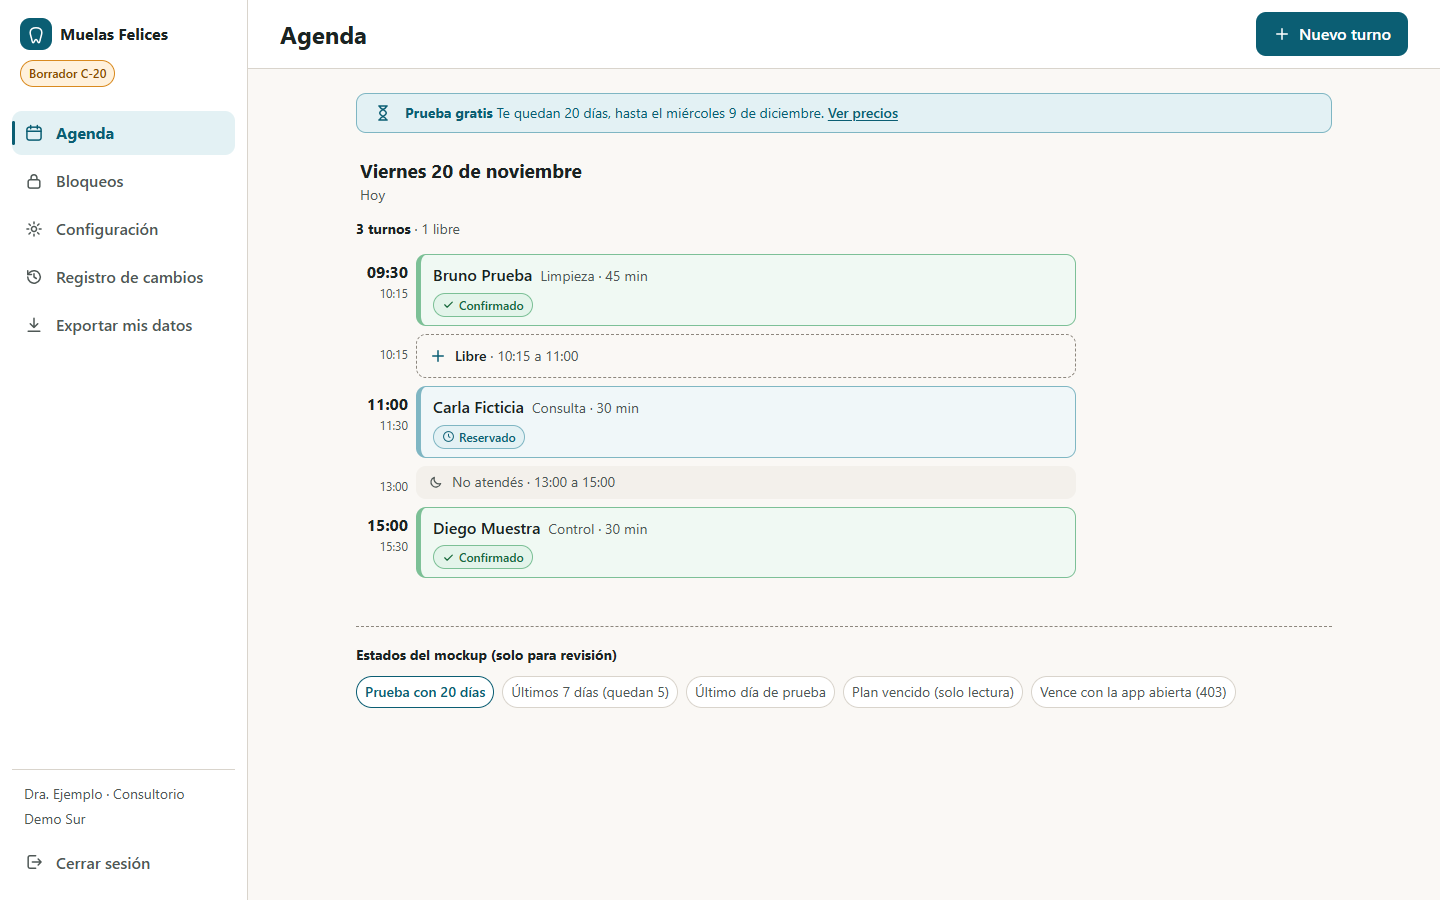 Muelas Felices
Borrador C-20
Agenda
Bloqueos
Configuración
Registro de cambios
Exportar mis datos
Dra. Ejemplo · Consultorio
Demo Sur
Cerrar sesión
Agenda
Nuevo turno
Prueba gratis Te quedan 20 días, hasta el miércoles 9 de diciembre. Ver precios
Viernes 20 de noviembre
Hoy
3 turnos · 1 libre
09:30 Bruno Prueba Limpieza · 45 min
10:15 Confirmado
10:15 Libre · 10:15 a 11:00
11:00 Carla Ficticia Consulta · 30 min
11:30 Reservado
13:00 No atendés · 13:00 a 15:00
15:00 Diego Muestra Control · 30 min
15:30 Confirmado
Estados del mockup (solo para revisión)
Prueba con 20 días Últimos 7 días (quedan 5) Último día de prueba Plan vencido (solo lectura) Vence con la app abierta (403)